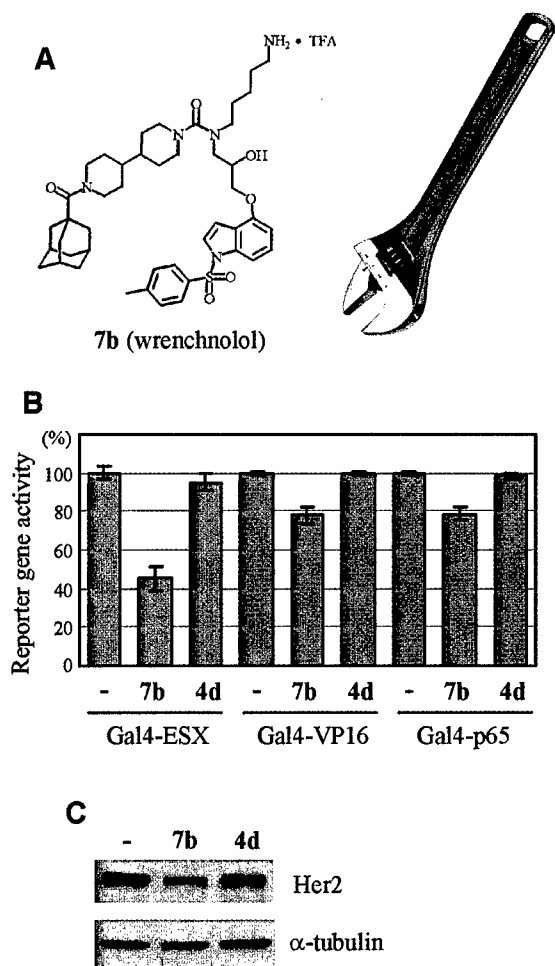 A
NH₂ • TFA
O
N
N
OH
O
N
O
N
S
O
O
7b (wrenchnolol)
B
(%)
Reporter gene activity
100
80
60
40
20
0
- 7b 4d - 7b 4d - 7b 4d
Gal4-ESX Gal4-VP16 Gal4-p65
C
- 7b 4d
Her2
α-tubulin